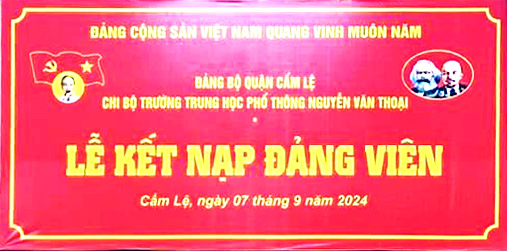 ĐẢNG CỘNG SẢN VIỆT NAM QUANG VINH MUÔN NĂM
ĐẢNG BỘ QUẬN CẨM LỆ
CHI BỘ TRƯỜNG TRUNG HỌC PHỔ THÔNG NGUYỄN VĂN THOẠI
LỄ KẾT NẠP ĐẢNG VIÊN
Cẩm Lệ, ngày 07 tháng 9 năm 2024